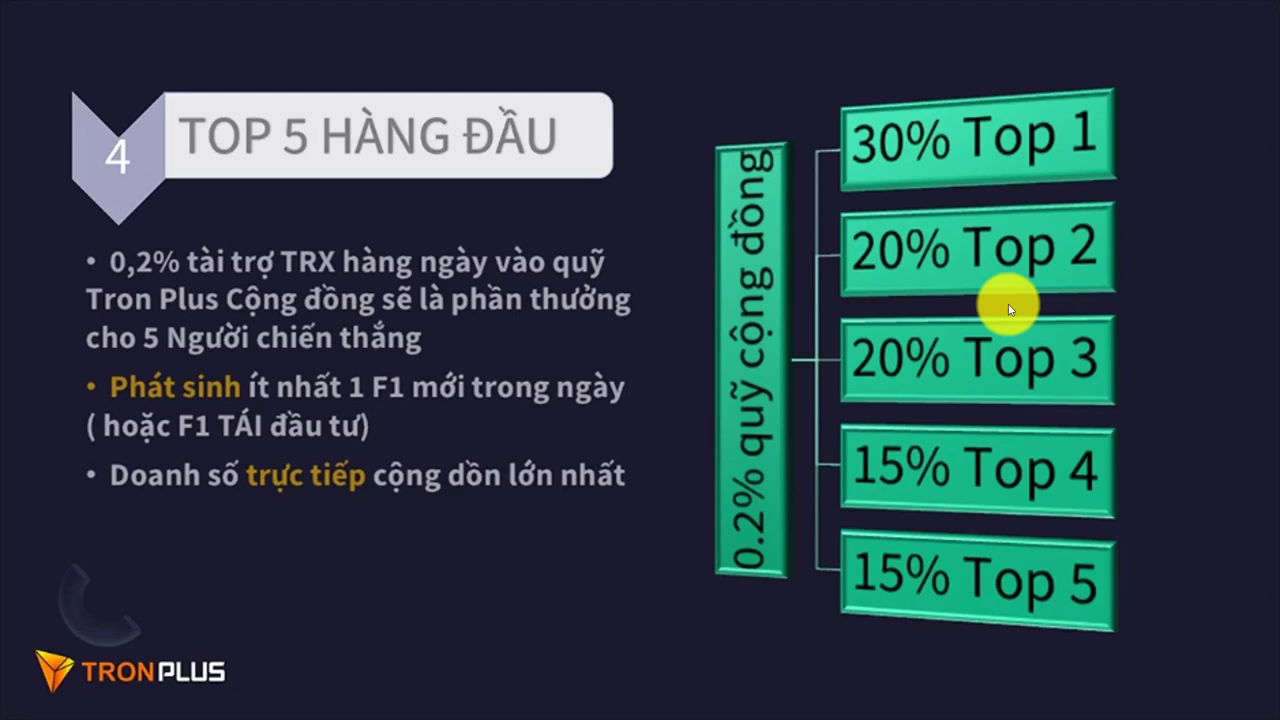 4
TOP 5 HÀNG ĐẦU
• 0,2% tài trợ TRX hàng ngày vào quỹ
Tron Plus Cộng đồng sẽ là phần thưởng
cho 5 Người chiến thắng
• Phát sinh ít nhất 1 F1 mới trong ngày
( hoặc F1 TÁI đầu tư)
• Doanh số trực tiếp cộng dồn lớn nhất
0.2% quỹ cộng đồng
30% Top 1
20% Top 2
20% Top 3
15% Top 4
15% Top 5
TRONPLUS